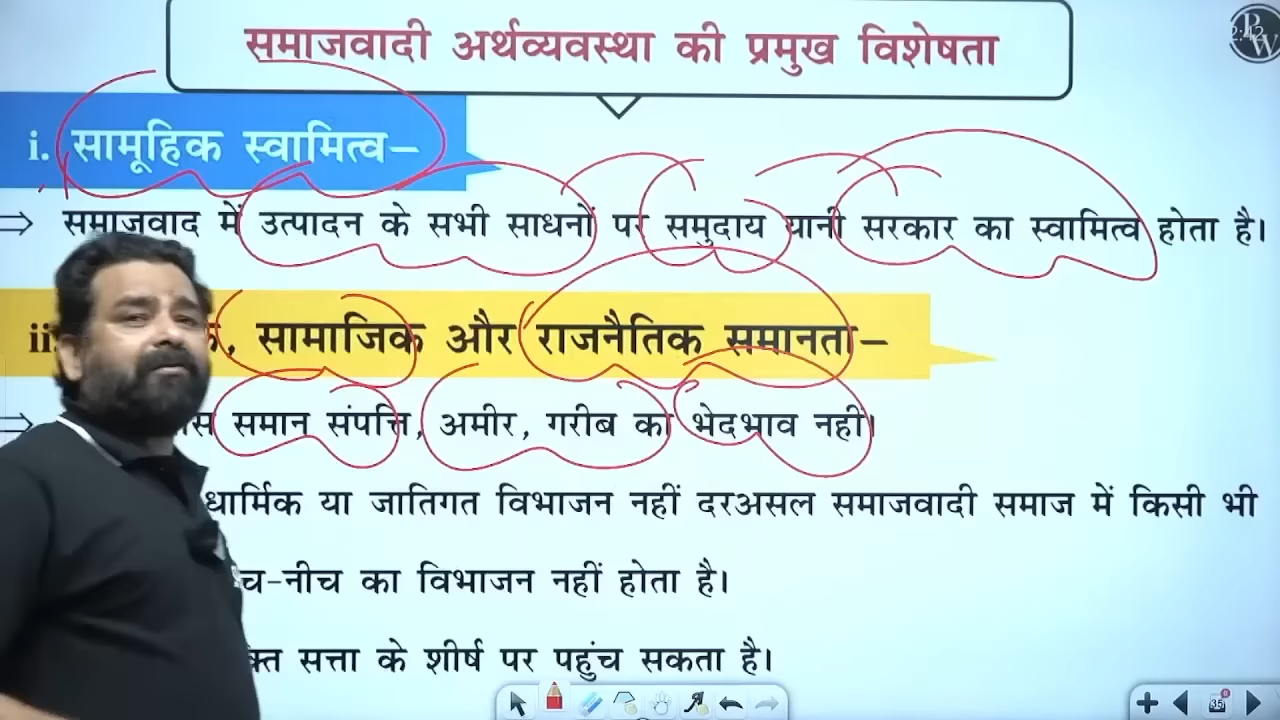 समाजवादी अर्थव्यवस्था की प्रमुख विशेषता
i. सामूहिक स्वामित्व–
⇒ समाजवाद में उत्पादन के सभी साधनों पर समुदाय यानी सरकार का स्वामित्व होता है।
सामाजिक और राजनैतिक समानता–
⇒ समान संपत्ति, अमीर, गरीब का भेदभाव नहीं।
धार्मिक या जातिगत विभाजन नहीं दरअसल समाजवादी समाज में किसी भी
नीच का विभाजन नहीं होता है।
सत्ता के शीर्ष पर पहुंच सकता है।
PW
35